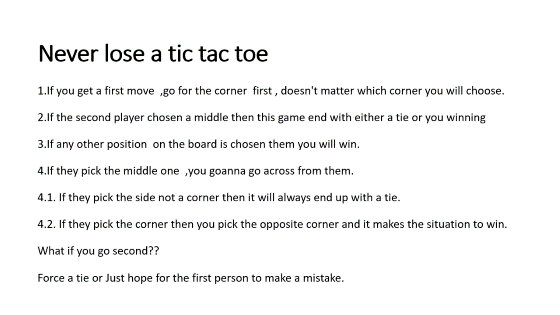 Never lose a tic tac toe
1.If you get a first move  ,go for the corner  first , doesn't matter which corner you will choose.
2.If the second player chosen a middle then this game end with either a tie or you winning
3.If any other position  on the board is chosen them you will win.
4.If they pick the middle one  ,you goanna go across from them.
4.1. If they pick the side not a corner then it will always end up with a tie.
4.2. If they pick the corner then you pick the opposite corner and it makes the situation to win.
What if you go second??
Force a tie or Just hope for the first person to make a mistake.